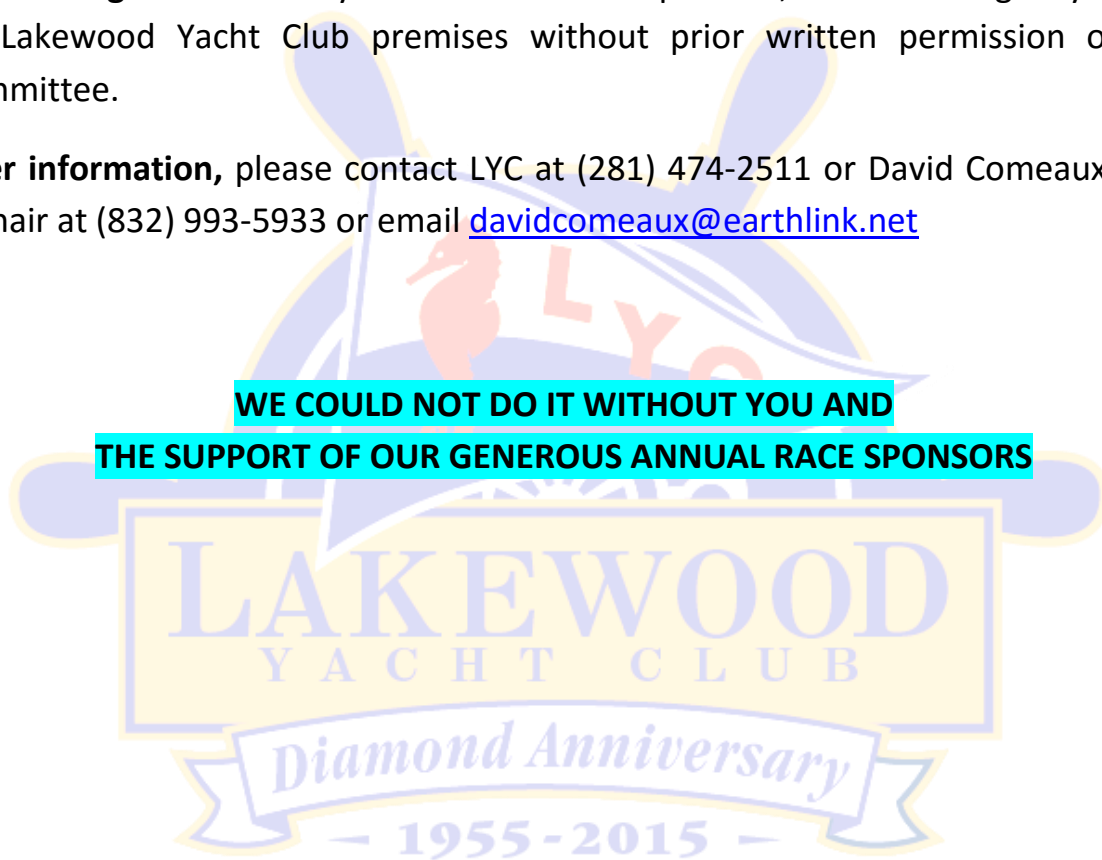 Lakewood Yacht Club premises without prior written permission
mmittee.
er information, please contact LYC at (281) 474-2511 or David Comeaux
hair at (832) 993-5933 or email davidcomeaux@earthlink.net
LYC
WE COULD NOT DO IT WITHOUT YOU AND
THE SUPPORT OF OUR GENEROUS ANNUAL RACE SPONSORS
LAKEWOOD
YACHT CLUB
Diamond Anniversary
- 1955-2015 -